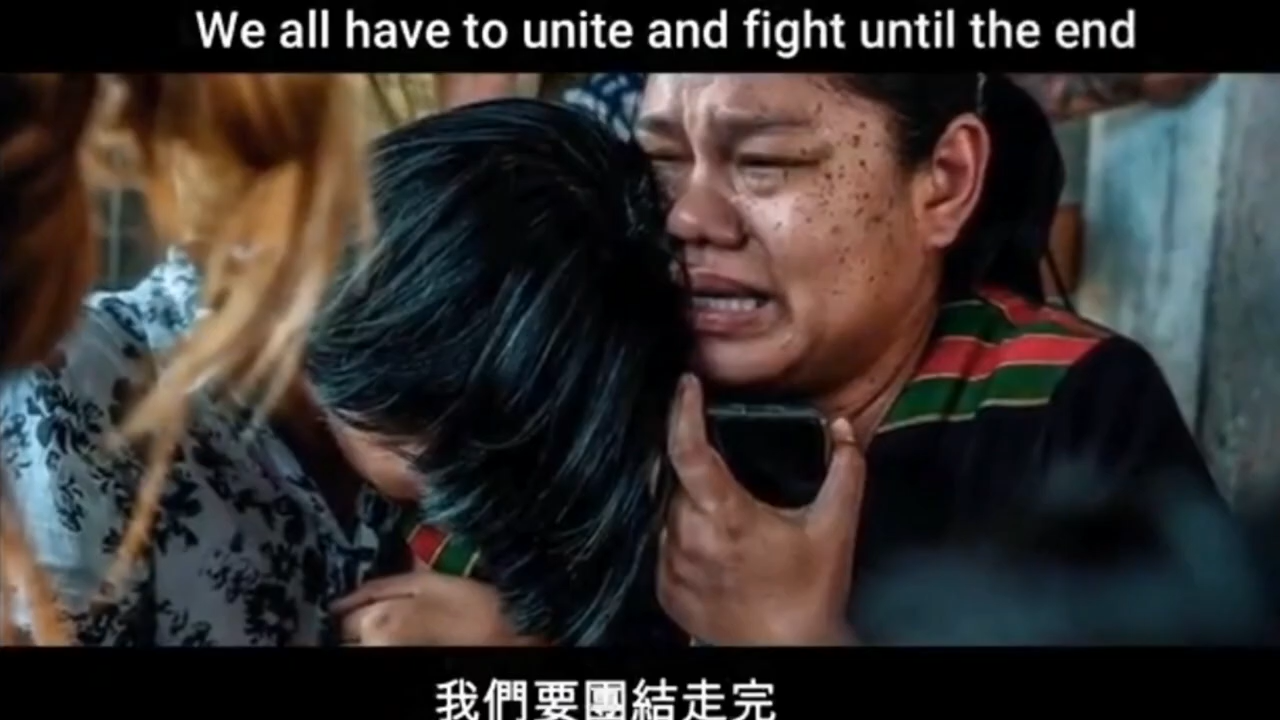 We all have to unite and fight until the end
我們要團結走完